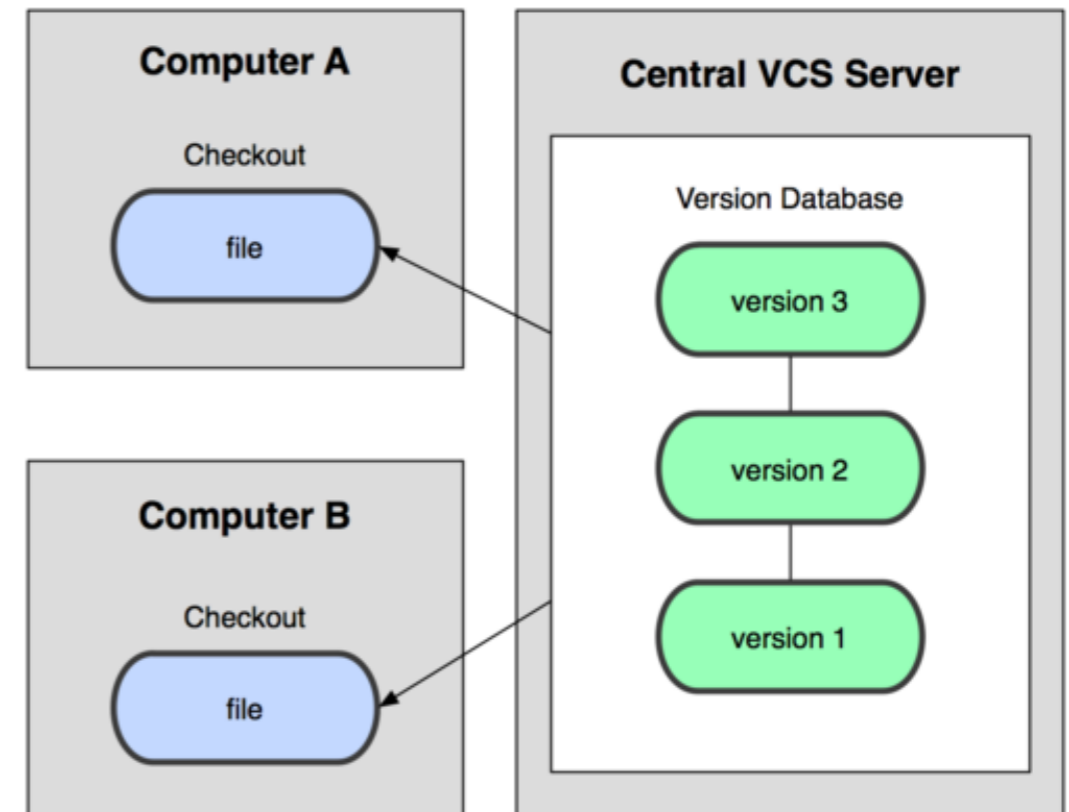 Computer A
Checkout
file
Computer B
Checkout
file
Central VCS Server
Version Database
version 3
version 2
version 1